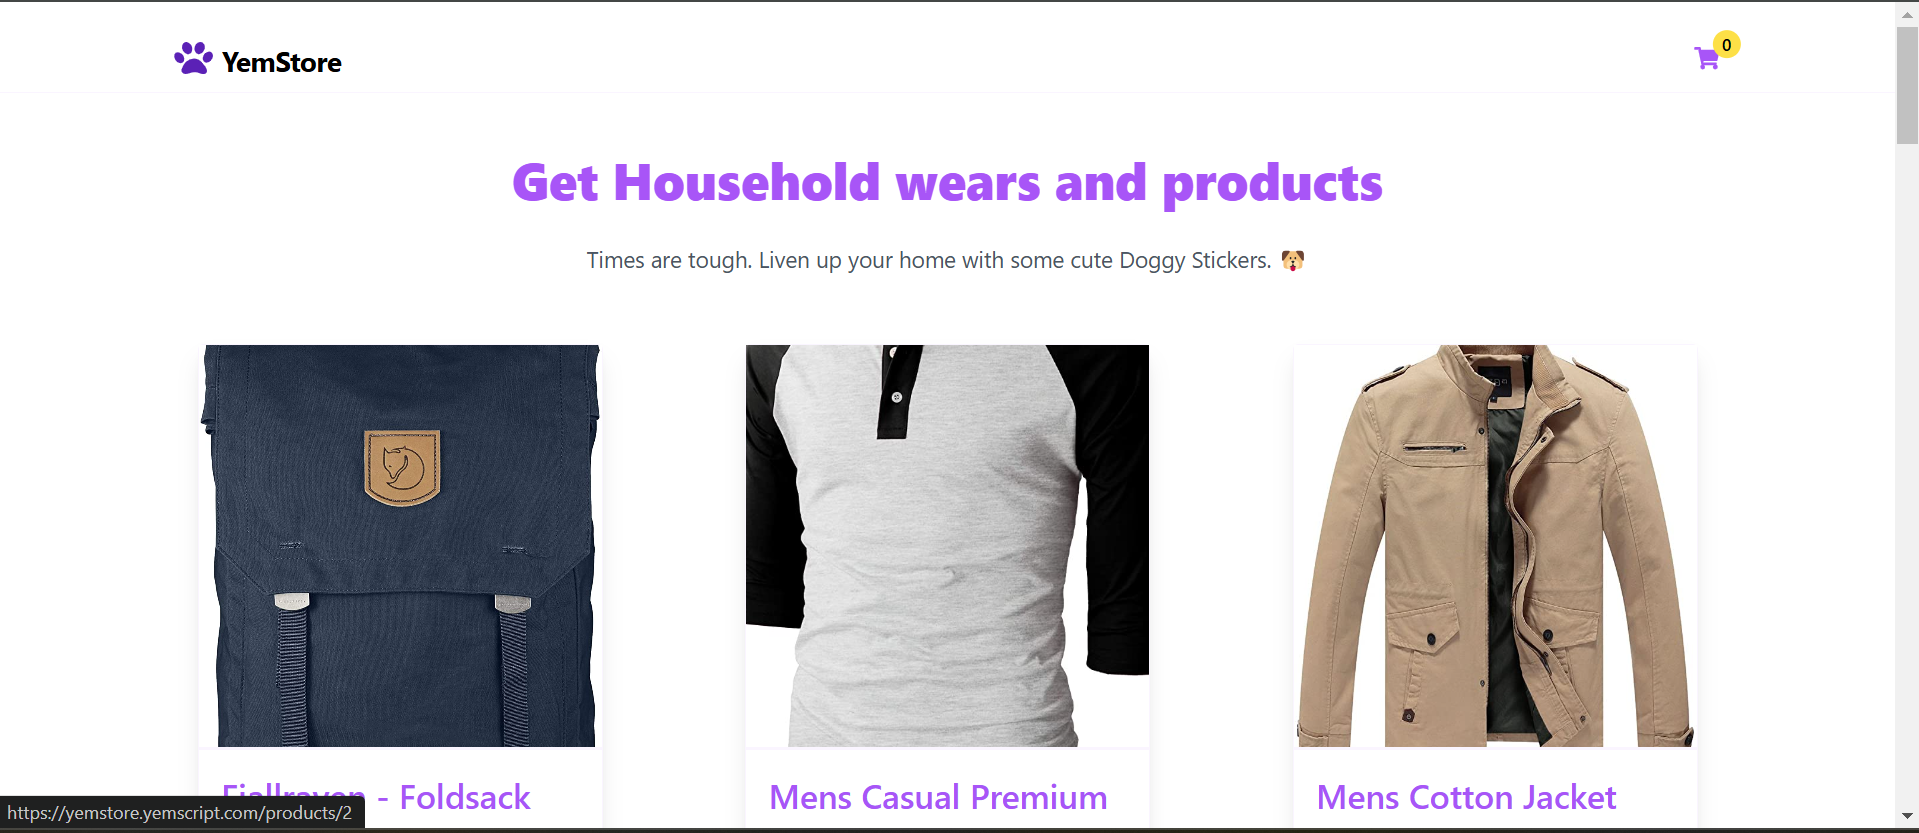 YemStore
0
Get Household wears and products
Times are tough. Liven up your home with some cute Doggy Stickers. 🐶
Fjallraven - Foldsack
Mens Casual Premium
Mens Cotton Jacket
https://yemstore.yemscript.com/products/2